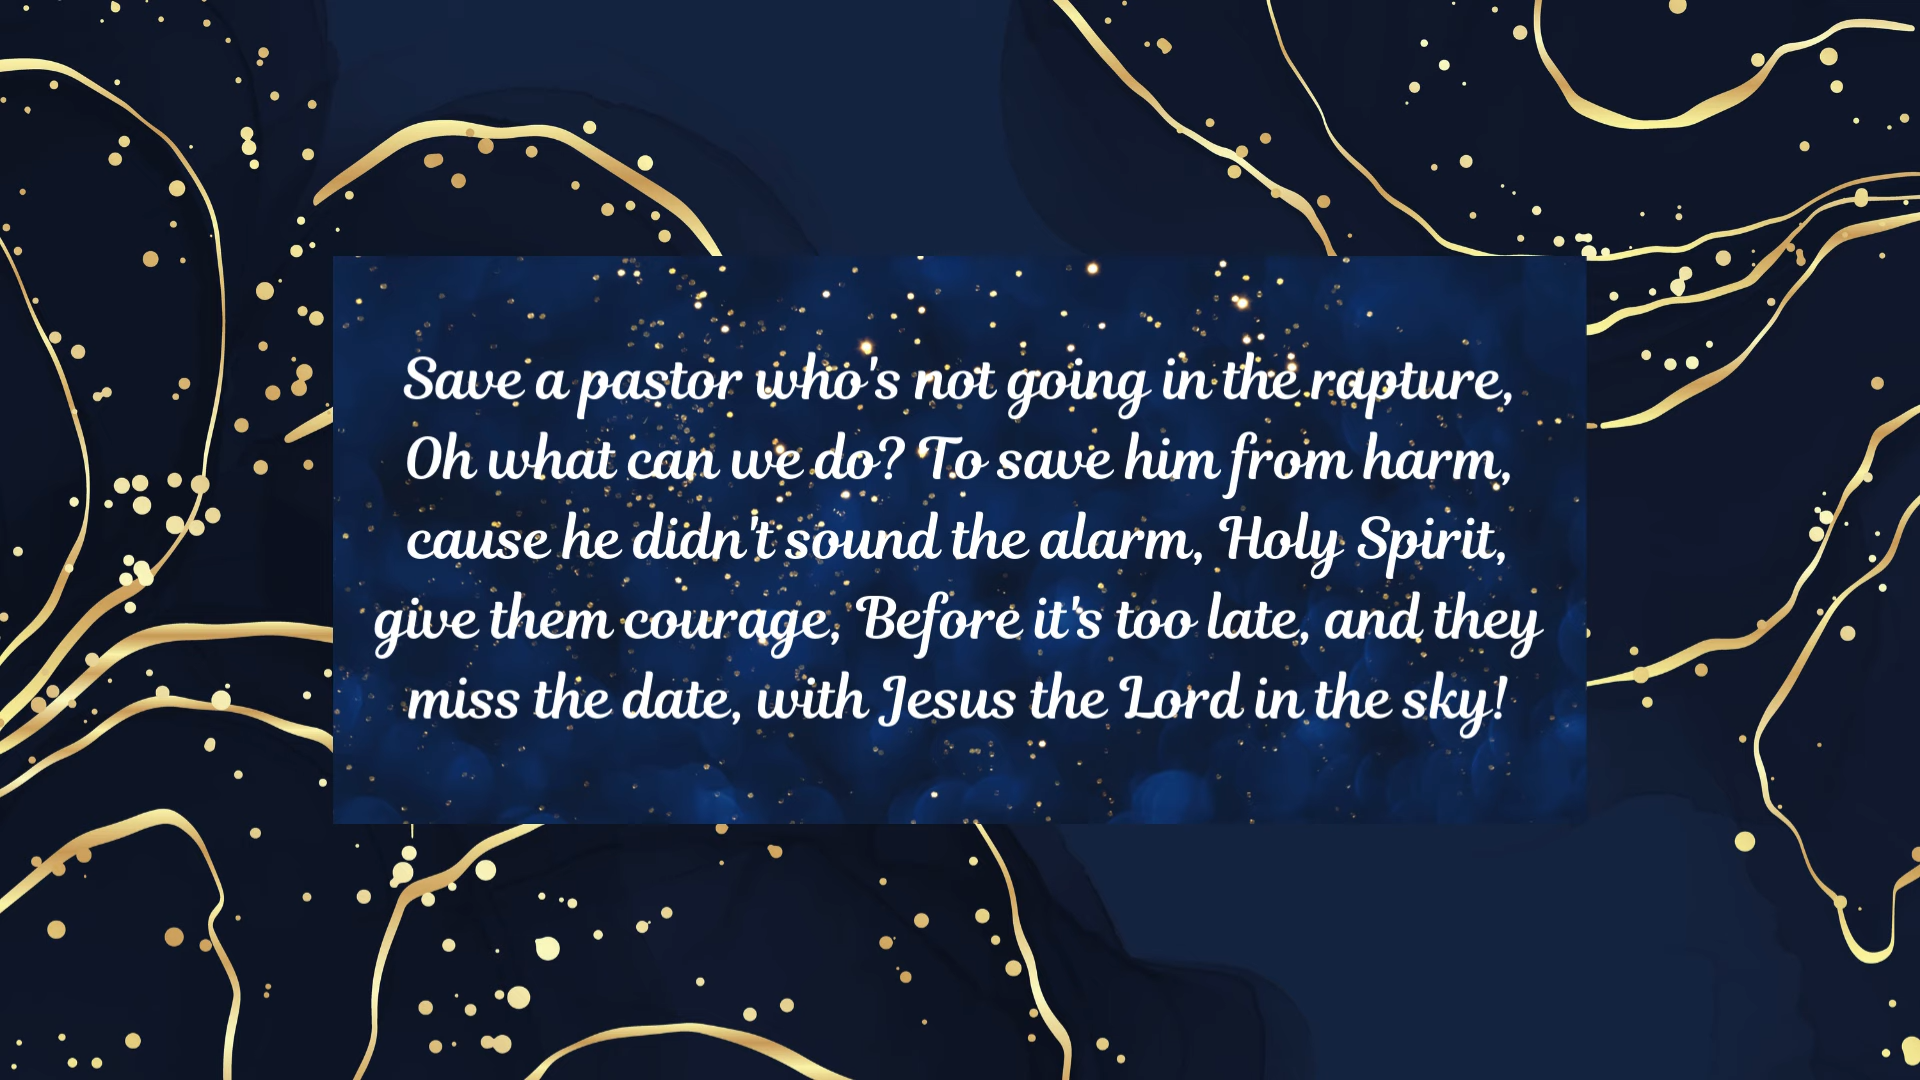 Save a pastor who's not going in the rapture,
Oh what can we do? To save him from harm,
cause he didn't sound the alarm, Holy Spirit,
give them courage, Before it's too late, and they
miss the date, with Jesus the Lord in the sky!